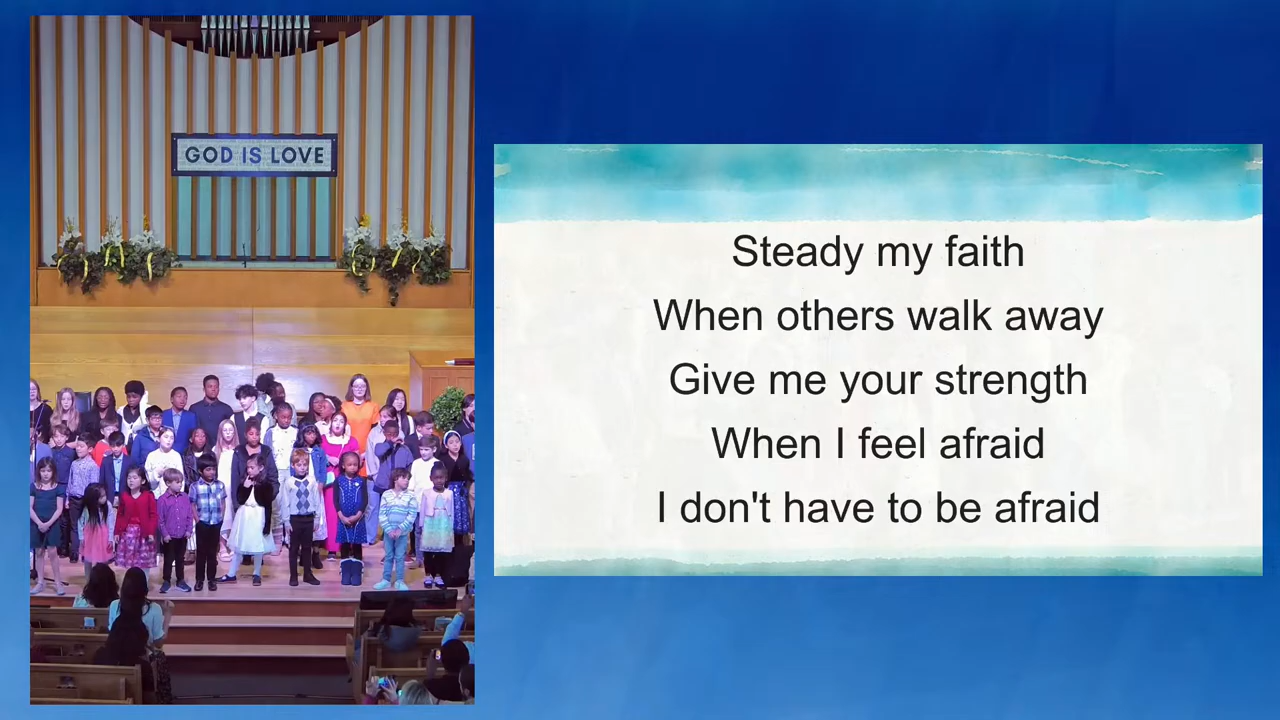 GOD IS LOVE
Steady my faith
When others walk away
Give me your strength
When I feel afraid
I don't have to be afraid